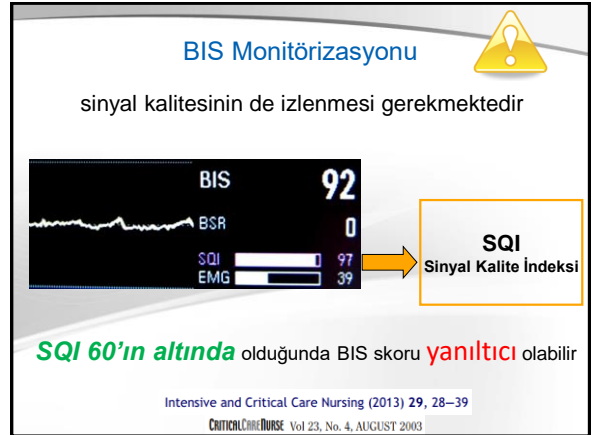 BIS Monitörizasyonu
sinyal kalitesinin de izlenmesi gerekmektedir
BIS 92
BSR 0
SQI 97
EMG 39
SQI
Sinyal Kalite İndeksi
SQI 60’ın altında olduğunda BIS skoru yanıltıcı olabilir
Intensive and Critical Care Nursing (2013) 29, 28—39
CRITICALCARENURSE Vol 23, No. 4, AUGUST 2003